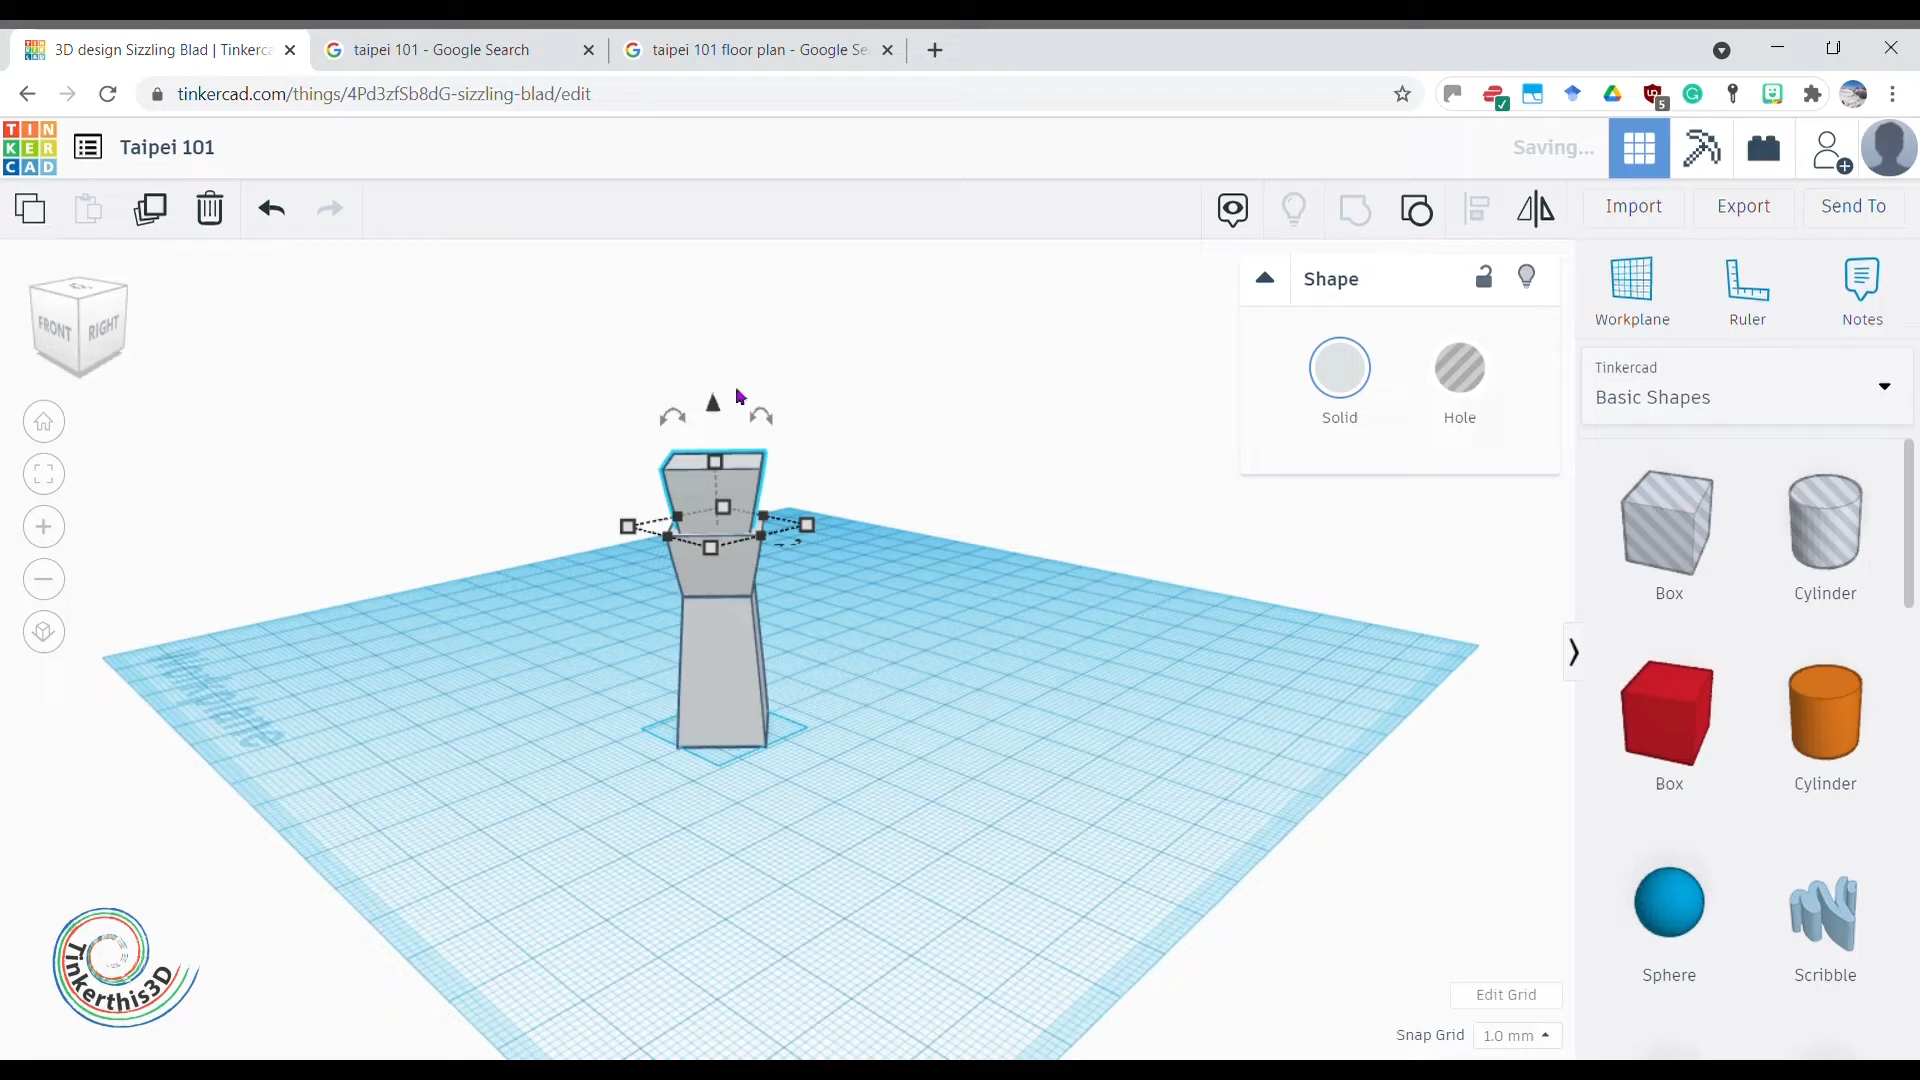 3D design Sizzling Blad | Tinkerca
taipei 101 - Google Search
taipei 101 floor plan - Google Se
tinkercad.com/things/4Pd3zfSb8dG-sizzling-blad/edit
5
TIN
KER
CAD
Taipei 101
Saving...
Import
Export
Send To
FRONT
RIGHT
Shape
Solid
Hole
Workplane
Ruler
Notes
Tinkercad
Basic Shapes
Box
Cylinder
Box
Cylinder
Sphere
Scribble
Workplane
Tinkerthis3D
Edit Grid
Snap Grid
1.0 mm